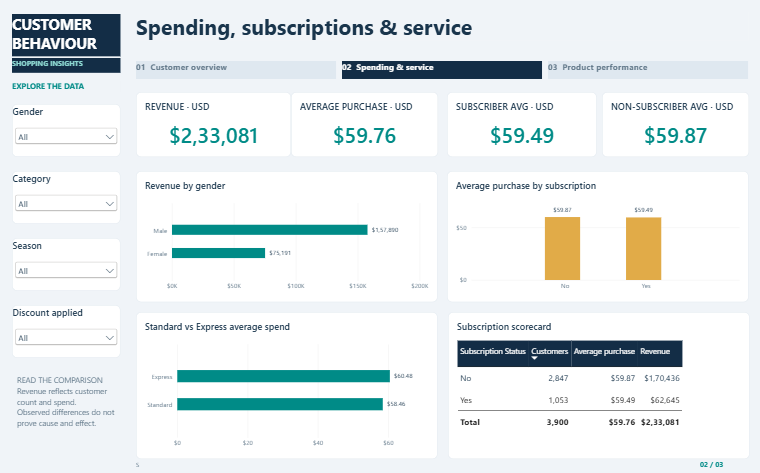 CUSTOMER
BEHAVIOUR
SHOPPING INSIGHTS
EXPLORE THE DATA
Gender
All
Category
All
Season
All
Discount applied
All
READ THE COMPARISON
Revenue reflects customer
count and spend.
Observed differences do not
prove cause and effect.
Spending, subscriptions & service
01 Customer overview
02 Spending & service
03 Product performance
REVENUE · USD
$2,33,081
AVERAGE PURCHASE · USD
$59.76
SUBSCRIBER AVG · USD
$59.49
NON-SUBSCRIBER AVG · USD
$59.87
Revenue by gender
Male $1,57,890
Female $75,191
$0K $50K $100K $150K $200K
Average purchase by subscription
$59.87 $59.49
$50
$0
No Yes
Standard vs Express average spend
Express $60.48
Standard $58.46
$0 $20 $40 $60
Subscription scorecard
Subscription Status Customers Average purchase Revenue
No 2,847 $59.87 $1,70,436
Yes 1,053 $59.49 $62,645
Total 3,900 $59.76 $2,33,081
02 / 03